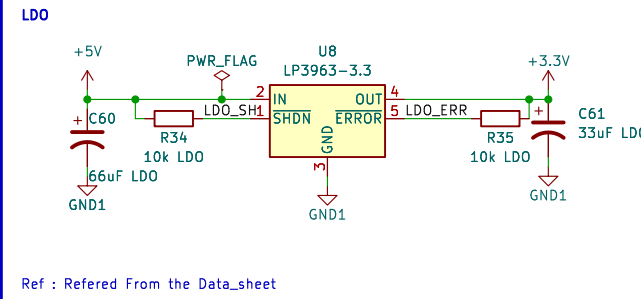 LDO
+5V
PWR_FLAG
U8
LP3963-3.3
+3.3V
2 IN OUT 4
LDO_SH 1 SHDN ERROR 5 LDO_ERR
GND
3
+ C60
66uF LDO
GND1
R34
10k LDO
GND1
R35
10k LDO
+ C61
33uF LD
GND1
Ref : Refered From the Data_sheet